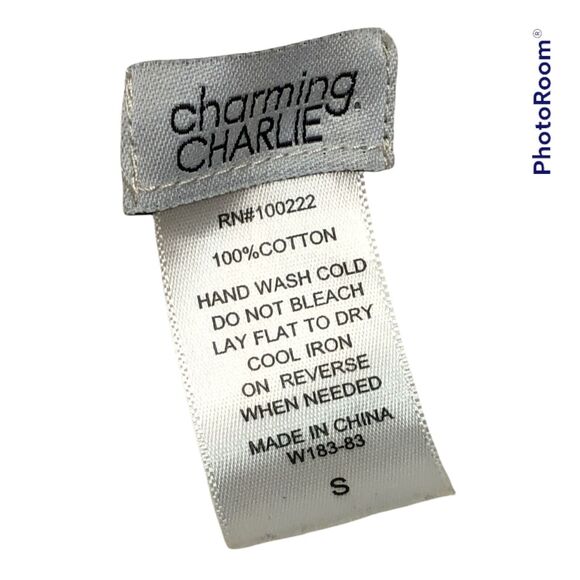 charming
CHARLIE.
RN#100222
100%COTTON
HAND WASH COLD
DO NOT BLEACH
LAY FLAT TO DRY
COOL IRON
ON REVERSE
WHEN NEEDED
MADE IN CHINA
W183-83
S
PhotoRoom®